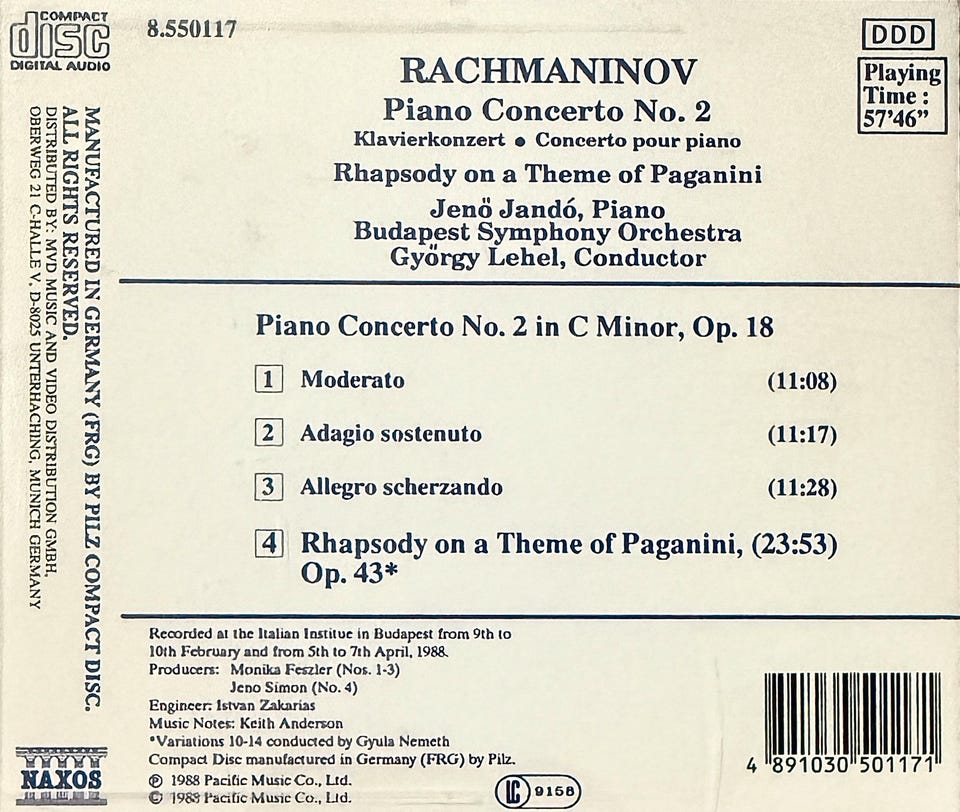 COMPACT
disc
DIGITAL AUDIO
8.550117
DDD
Playing
Time :
57'46"
RACHMANINOV
Piano Concerto No. 2
Klavierkonzert • Concerto pour piano
Rhapsody on a Theme of Paganini
Jenö Jandó, Piano
Budapest Symphony Orchestra
György Lehel, Conductor
MANUFACTURED IN GERMANY (FRG) BY PILZ COMPACT DISC.
ALL RIGHTS RESERVED.
DISTRIBUTED BY: MVD MUSIC AND VIDEO DISTRIBUTION GMBH,
OBERWEG 21 C-HALLE V, D-8025 UNTERHACHING, MUNICH GERMANY
Piano Concerto No. 2 in C Minor, Op. 18
1 Moderato (11:08)
2 Adagio sostenuto (11:17)
3 Allegro scherzando (11:28)
4 Rhapsody on a Theme of Paganini, (23:53)
Op. 43*
Recorded at the Italian Institue in Budapest from 9th to
10th February and from 5th to 7th April, 1988.
Producers: Monika Feszler (Nos. 1-3)
Jeno Simon (No. 4)
Engineer: Istvan Zakarias
Music Notes: Keith Anderson
*Variations 10-14 conducted by Gyula Nemeth
Compact Disc manufactured in Germany (FRG) by Pilz.
℗ 1988 Pacific Music Co., Ltd.
© 1988 Pacific Music Co., Ltd.
NAXOS
LC 9158
4 891030 501171